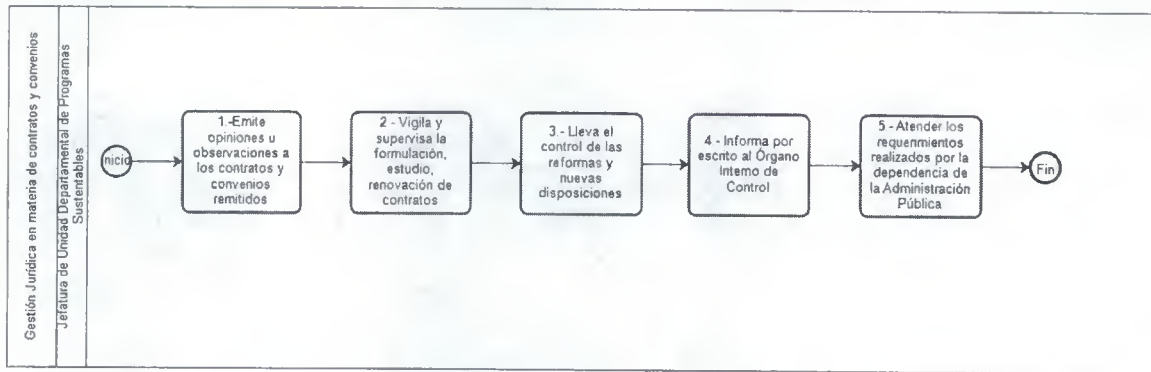 Gestión Jurídica en materia de contratos y convenios
Jefatura de Unidad Departamental de Programas
Sustentables
Inicio
1.-Emite
opiniones u
observaciones a
los contratos y
convenios
remitidos
2 - Vigila y
supervisa la
formulación,
estudio,
renovación de
contratos
3.- Lleva el
control de las
reformas y
nuevas
disposiciones
4 - Informa por
escrito al Órgano
Interno de
Control
5 - Atender los
requerimientos
realizados por la
dependencia de
la Administración
Pública
Fin